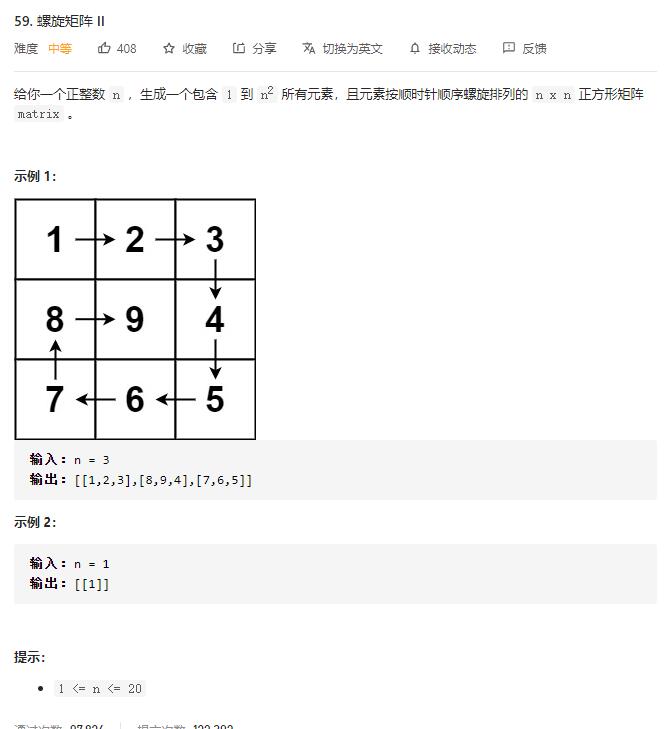 59. 螺旋矩阵 II
难度 中等 408 收藏 分享 切换为英文 接收动态 反馈
给你一个正整数 n ，生成一个包含 1 到 n² 所有元素，且元素按顺时针顺序螺旋排列的 n x n 正方形矩阵
matrix 。
示例 1：
1 2 3
8 9 4
7 6 5
输入：n = 3
输出：[[1,2,3],[8,9,4],[7,6,5]]
示例 2：
输入：n = 1
输出：[[1]]
提示：
1 <= n <= 20